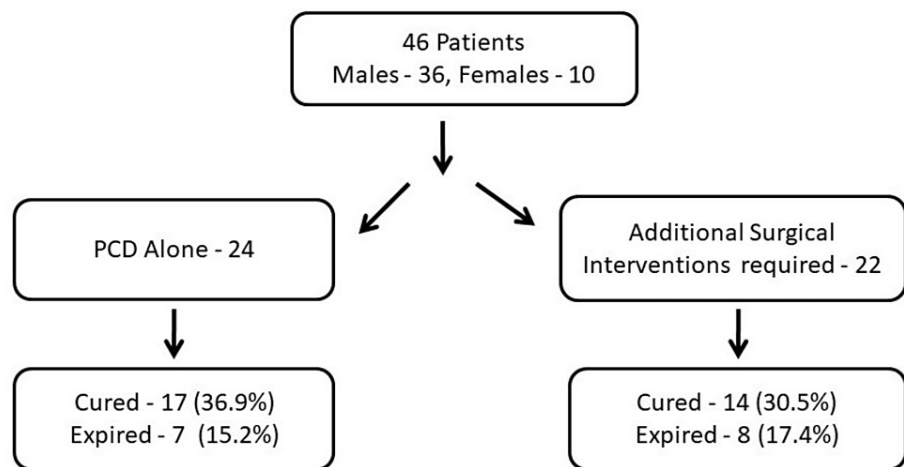 46 Patients
Males - 36, Females - 10
PCD Alone - 24
Additional Surgical
Interventions required - 22
Cured - 17 (36.9%)
Expired - 7 (15.2%)
Cured - 14 (30.5%)
Expired - 8 (17.4%)